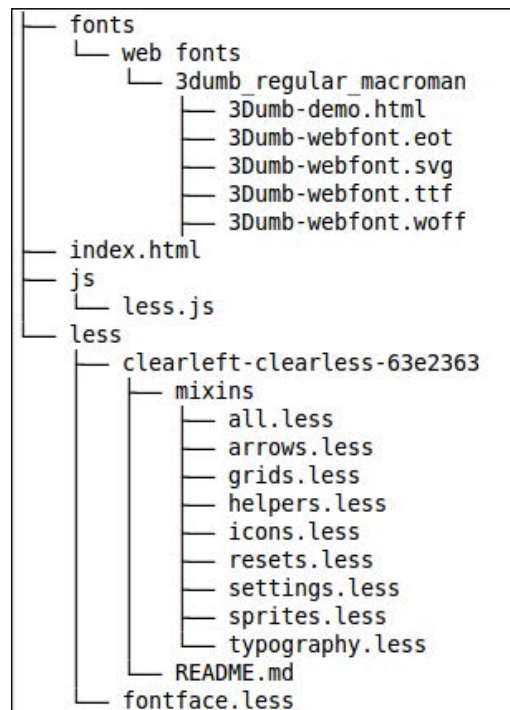 ├── fonts
│   └── web fonts
│       └── 3dumb_regular_macroman
│           ├── 3Dumb-demo.html
│           ├── 3Dumb-webfont.eot
│           ├── 3Dumb-webfont.svg
│           ├── 3Dumb-webfont.ttf
│           ├── 3Dumb-webfont.woff
├── index.html
├── js
│   └── less.js
└── less
    ├── clearleft-clearless-63e2363
    │   ├── mixins
    │   │   ├── all.less
    │   │   ├── arrows.less
    │   │   ├── grids.less
    │   │   ├── helpers.less
    │   │   ├── icons.less
    │   │   ├── resets.less
    │   │   ├── settings.less
    │   │   ├── sprites.less
    │   │   └── typography.less
    │   └── README.md
    └── fontface.less